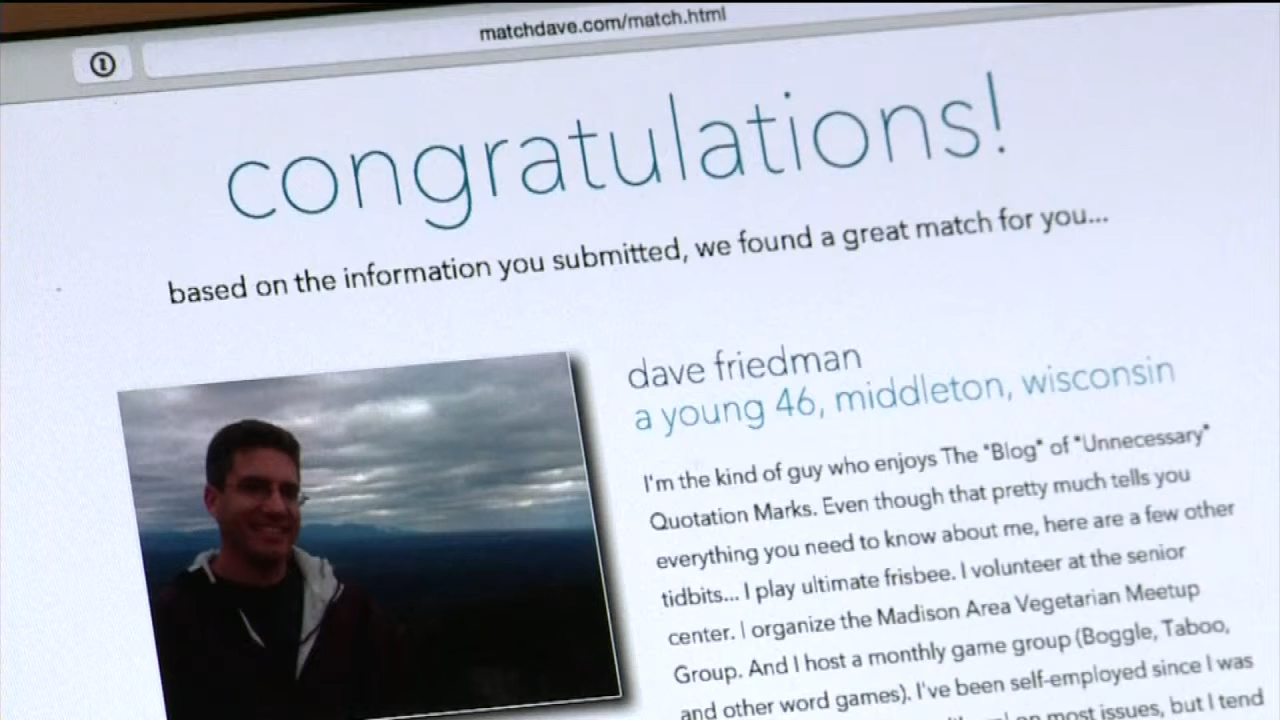 matchdave.com/match.html
congratulations!
based on the information you submitted, we found a great match for you...
dave friedman
a young 46, middleton, wisconsin
I'm the kind of guy who enjoys The "Blog" of "Unnecessary"
Quotation Marks. Even though that pretty much tells you
everything you need to know about me, here are a few other
tidbits... I play ultimate frisbee. I volunteer at the senior
center. I organize the Madison Area Vegetarian Meetup
Group. And I host a monthly game group (Boggle, Taboo,
and other word games). I've been self-employed since I was
on most issues, but I tend